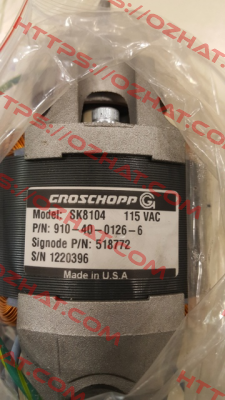 HTTPS://OZHAT.COM
GROSCHOPP G
Model: SK8104 115 VAC
P/N: 910-40-0126-6
Signode P/N: 518772
S/N 1220396
Made in U.S.A